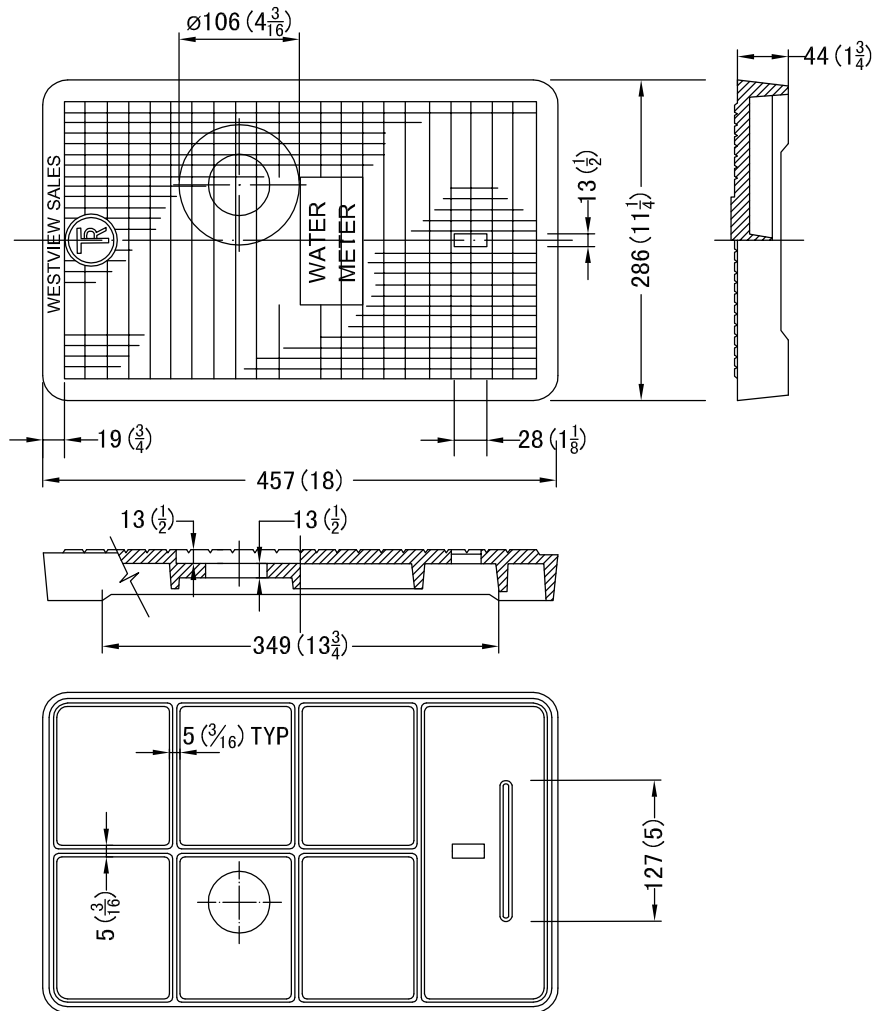 ø106 (4 3/16)
44 (1 3/4)
WESTVIEW SALES
TR
WATER
METER
13 (1/2)
286 (11 1/4)
19 (3/4)
28 (1 1/8)
457 (18)
13 (1/2)
13 (1/2)
349 (13 3/4)
5 (3/16) TYP
5 (3/16)
127 (5)